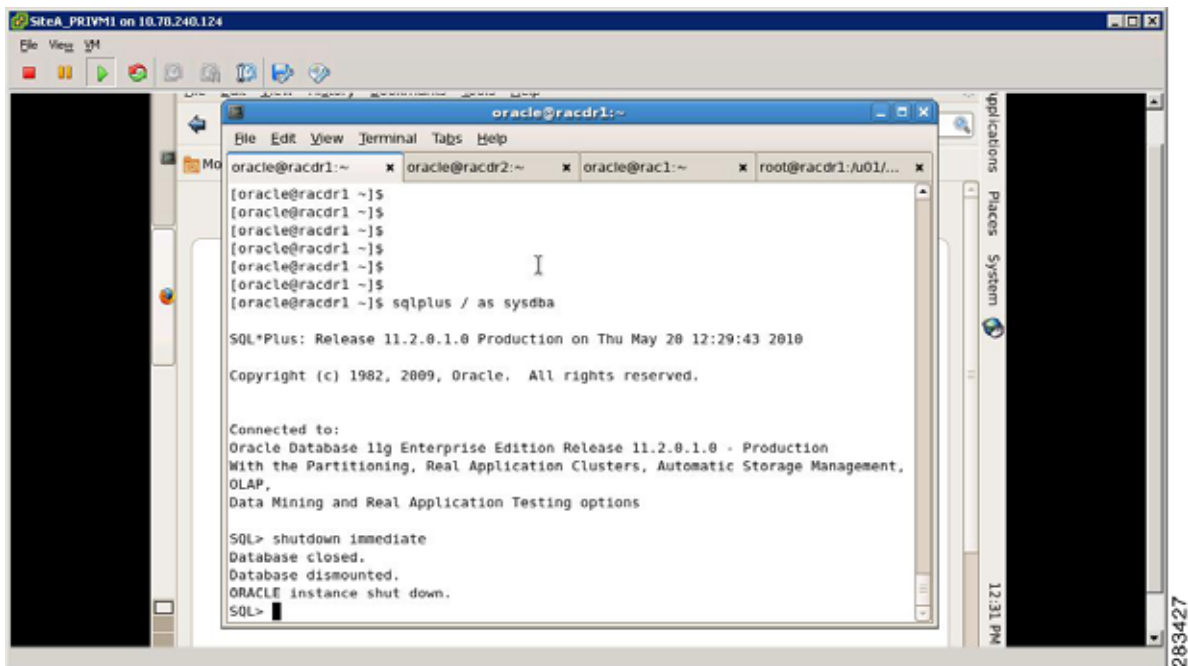 SiteA_PRIVM1 on 10.78.240.124
File View VM
oracle@racdr1:~
File Edit View Terminal Tabs Help
Mo
oracle@racdr1:~ oracle@racdr2:~ oracle@rac1:~ root@racdr1:/u01/...
[oracle@racdr1 ~]$
[oracle@racdr1 ~]$
[oracle@racdr1 ~]$
[oracle@racdr1 ~]$
[oracle@racdr1 ~]$
[oracle@racdr1 ~]$
[oracle@racdr1 ~]$ sqlplus / as sysdba
SQL*Plus: Release 11.2.0.1.0 Production on Thu May 20 12:29:43 2010
Copyright (c) 1982, 2009, Oracle.  All rights reserved.
Connected to:
Oracle Database 11g Enterprise Edition Release 11.2.0.1.0 - Production
With the Partitioning, Real Application Clusters, Automatic Storage Management,
OLAP,
Data Mining and Real Application Testing options
SQL> shutdown immediate
Database closed.
Database dismounted.
ORACLE instance shut down.
SQL>
Applications Places System
12:31 PM
283427